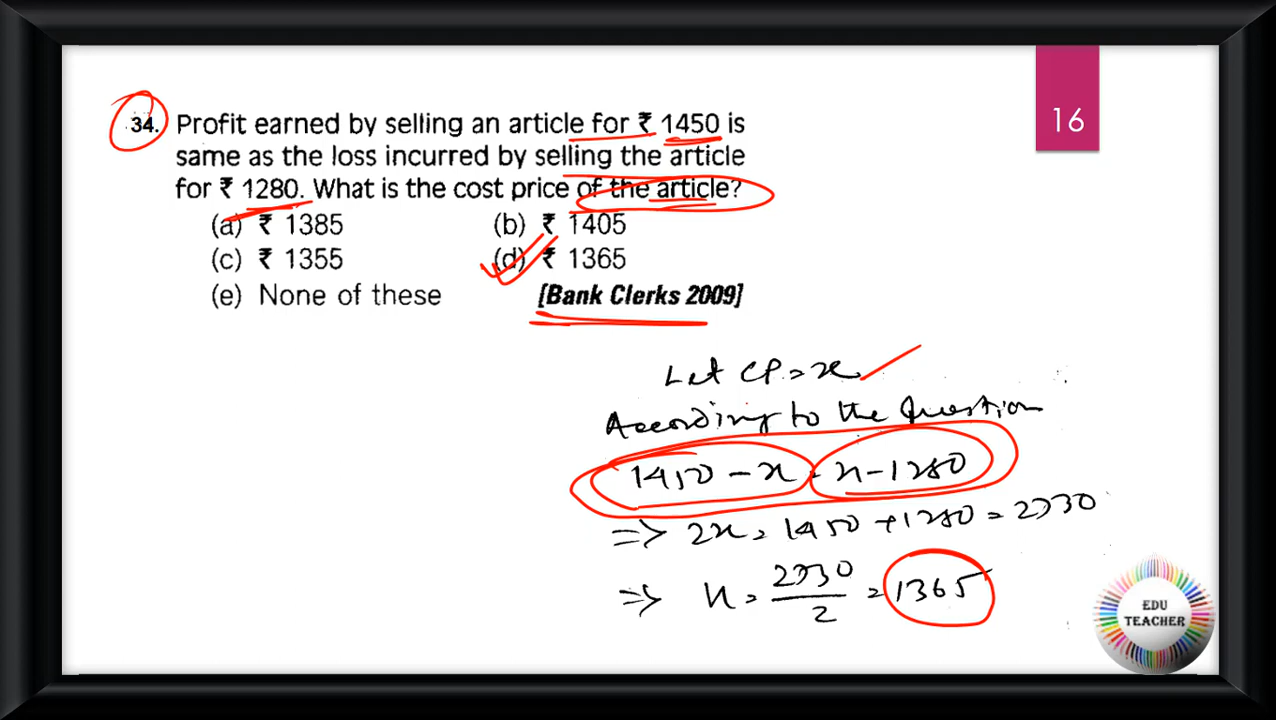 16
34. Profit earned by selling an article for ₹ 1450 is
same as the loss incurred by selling the article
for ₹ 1280. What is the cost price of the article?
(a) ₹ 1385 (b) ₹ 1405
(c) ₹ 1355 (d) ₹ 1365
(e) None of these [Bank Clerks 2009]
Let CP = x
According to the Question
1450 - x = x - 1280
=> 2x = 1450 + 1280 = 2730
=> x = 2730/2 = 1365
EDU
TEACHER